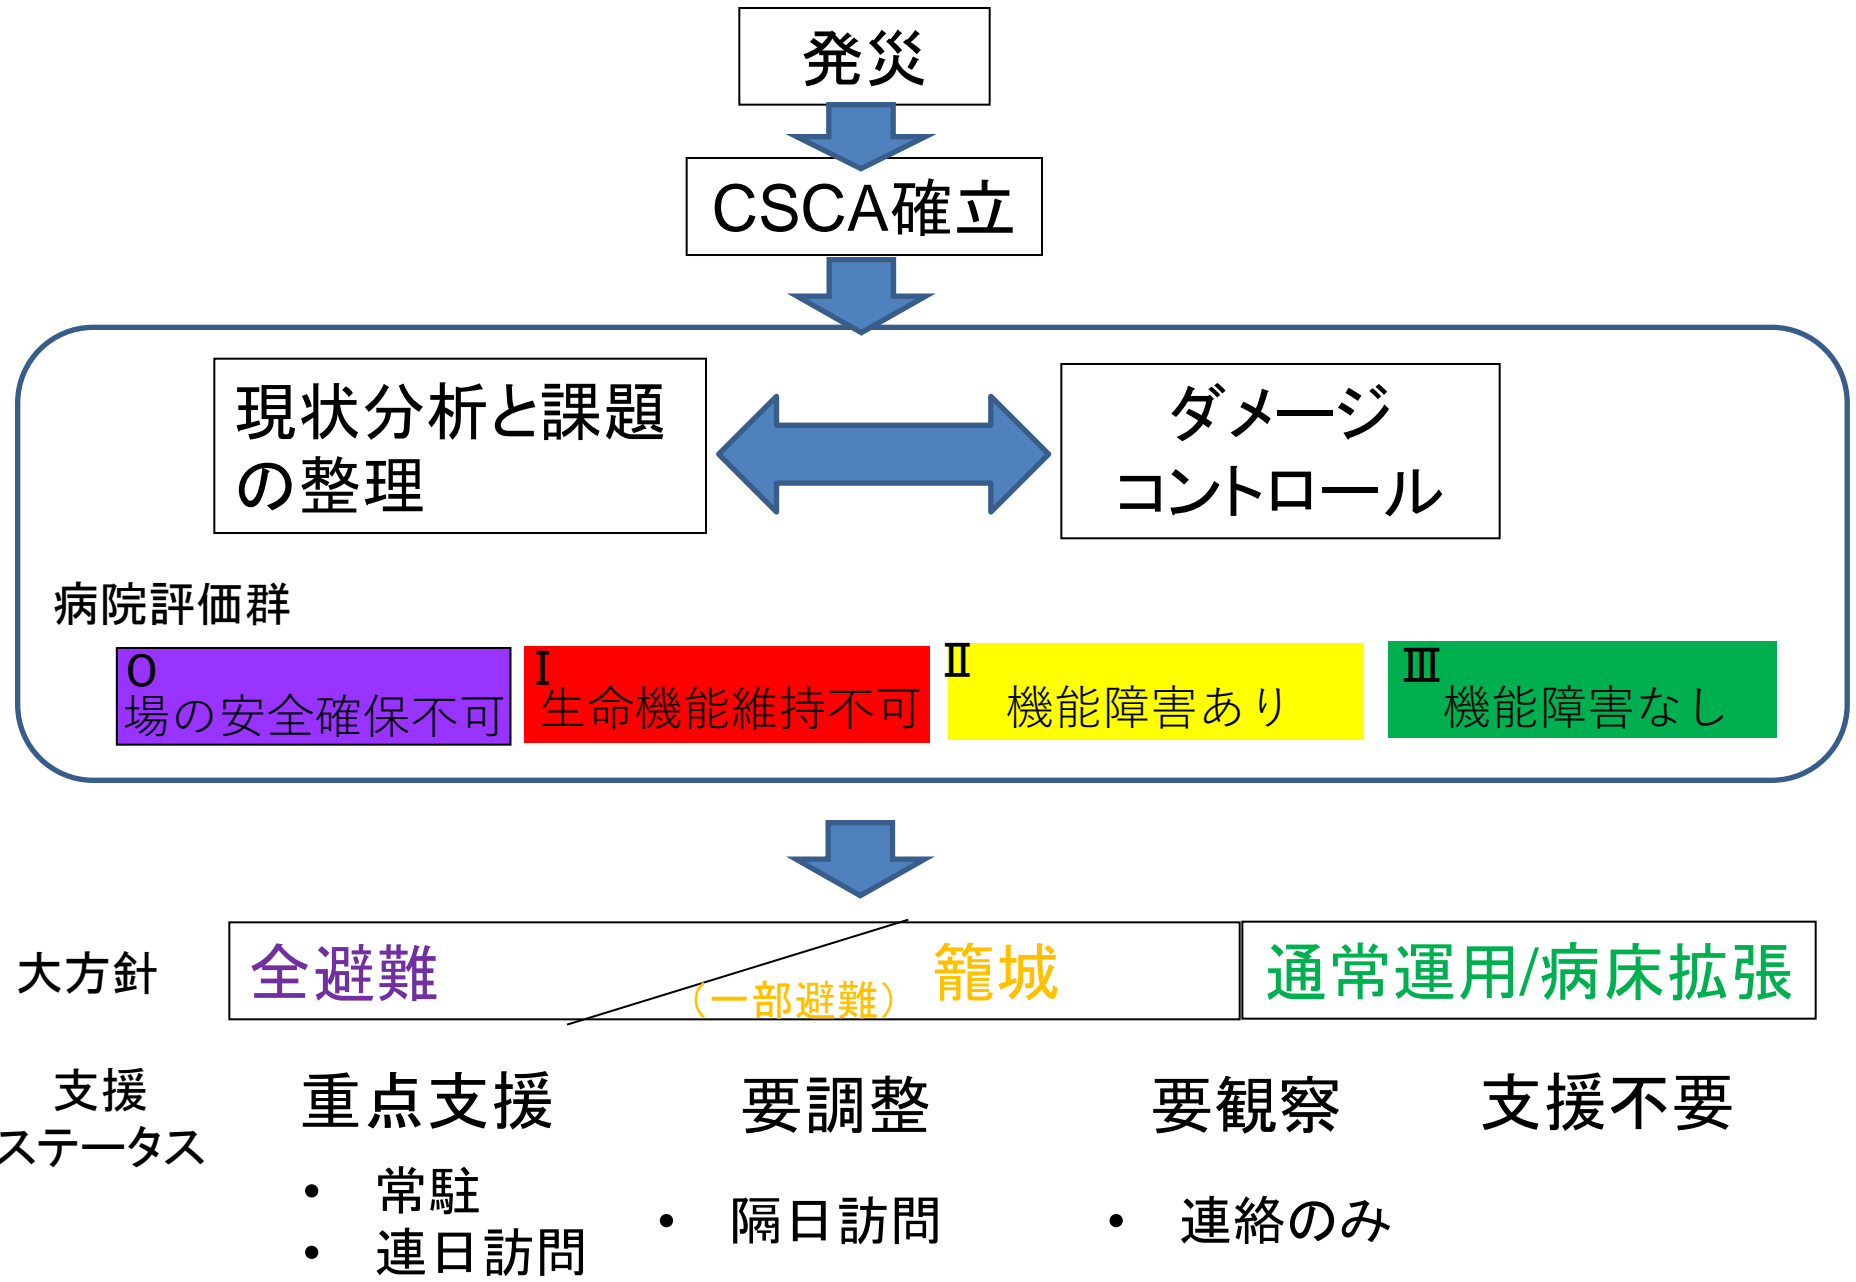 発災
CSCA確立
現状分析と課題
の整理
ダメージ
コントロール
病院評価群
0
場の安全確保不可
Ⅰ
生命機能維持不可
Ⅱ
機能障害あり
Ⅲ
機能障害なし
大方針
全避難
（一部避難）
籠城
通常運用/病床拡張
支援
ステータス
重点支援
要調整
要観察
支援不要
• 常駐
• 連日訪問
• 隔日訪問
• 連絡のみ